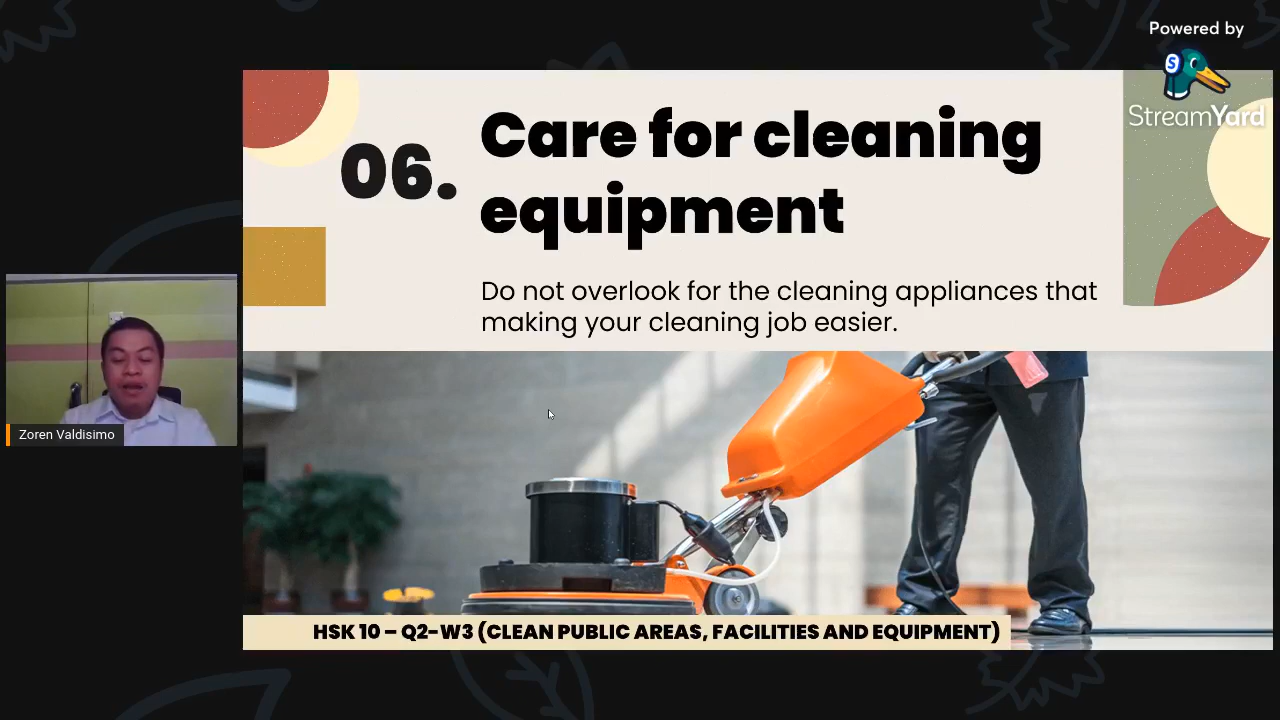 Powered by
StreamYard
06.
Care for cleaning
equipment
Do not overlook for the cleaning appliances that
making your cleaning job easier.
Zoren Valdisimo
HSK 10 – Q2-W3 (CLEAN PUBLIC AREAS, FACILITIES AND EQUIPMENT)